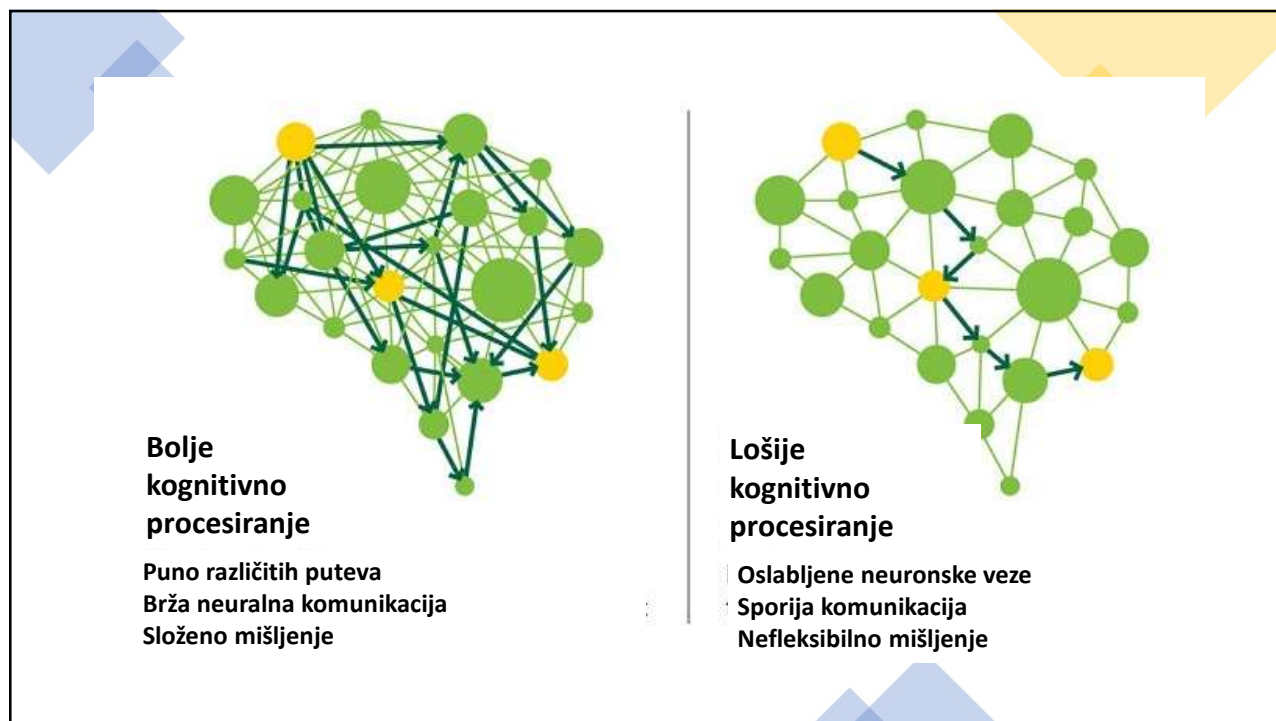 Bolje
kognitivno
procesiranje
Puno različitih puteva
Brža neuralna komunikacija
Složeno mišljenje
Lošije
kognitivno
procesiranje
Oslabljene neuronske veze
Sporija komunikacija
Nefleksibilno mišljenje